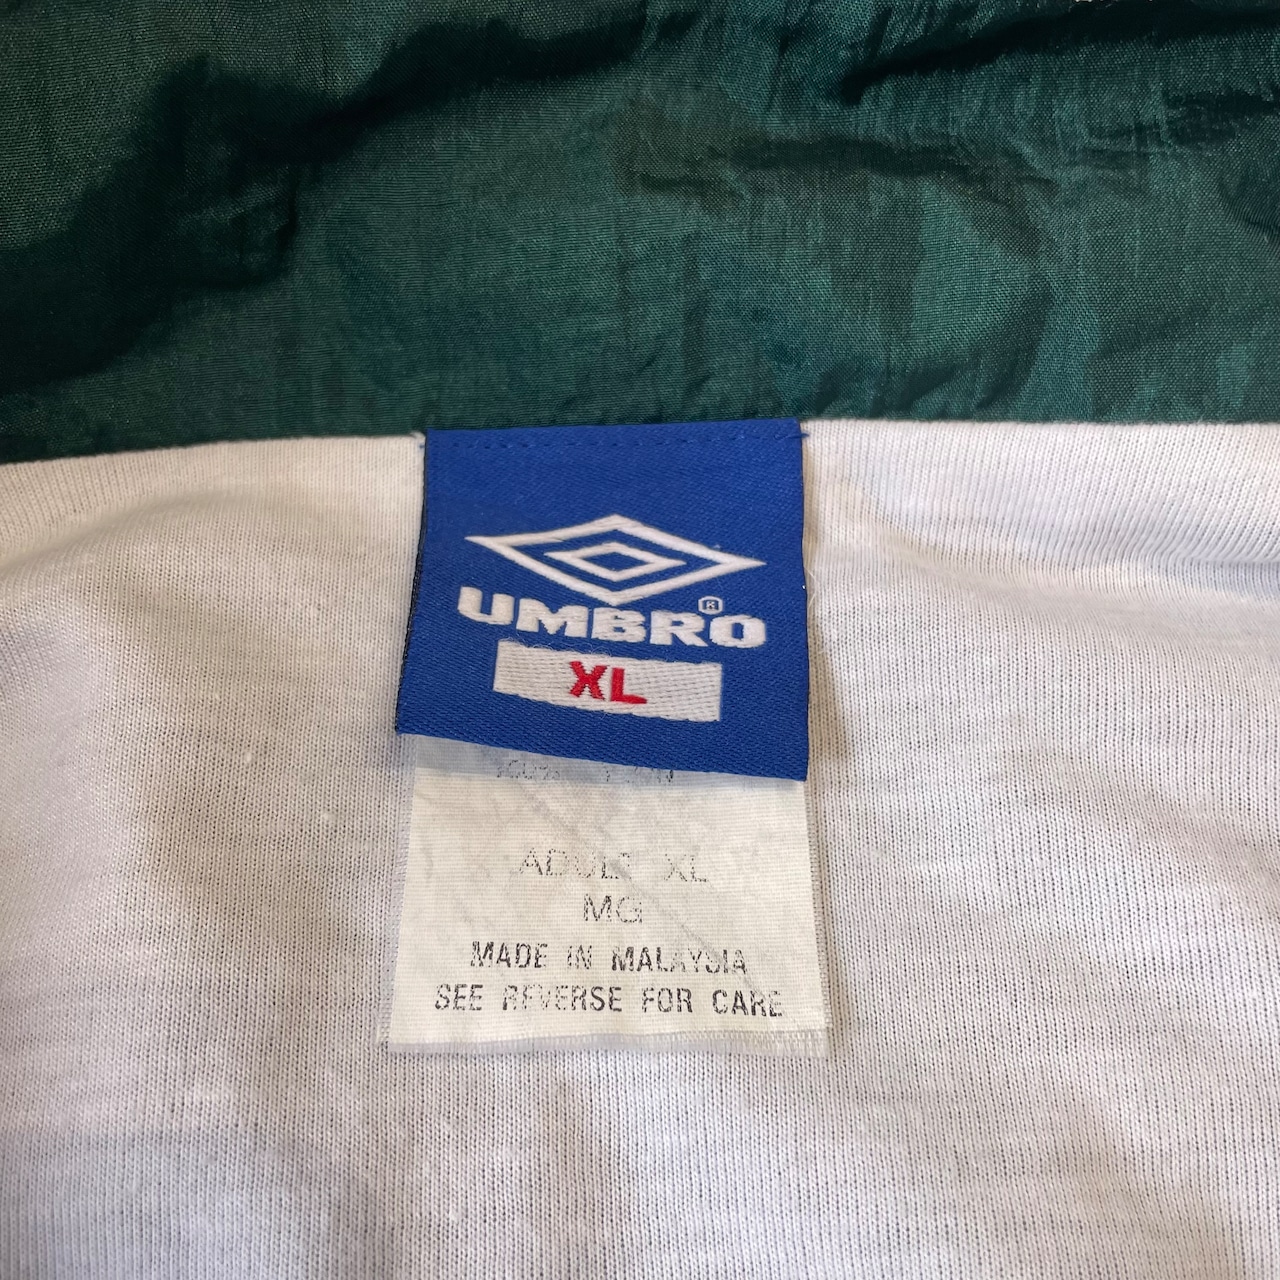 UMBRO ®
XL
ADULT XL
MG
MADE IN MALAYSIA
SEE REVERSE FOR CARE